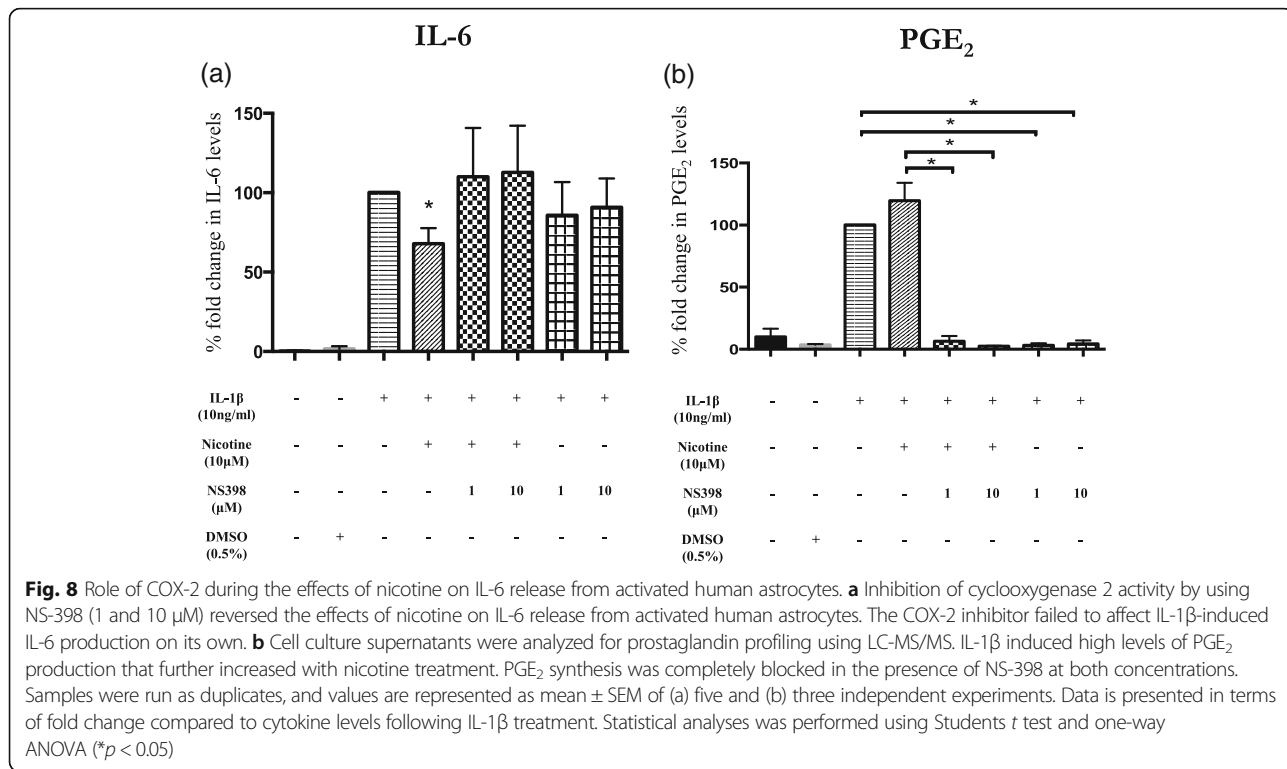 IL-6
PGE₂
(a)
(b)
% fold change in IL-6 levels
150
100
50
0
*
% fold change in PGE₂ levels
150
100
50
0
*
*
*
*
IL-1β (10ng/ml) - - + + + + + +
Nicotine (10μM) - - - + + + - -
NS398 (μM) - - - - 1 10 1 10
DMSO (0.5%) - + - - - - - -
IL-1β (10ng/ml) - - + + + + + +
Nicotine (10μM) - - - + + + - -
NS398 (μM) - - - - 1 10 1 10
DMSO (0.5%) - + - - - - - -
Fig. 8 Role of COX-2 during the effects of nicotine on IL-6 release from activated human astrocytes. a Inhibition of cyclooxygenase 2 activity by using
NS-398 (1 and 10 μM) reversed the effects of nicotine on IL-6 release from activated human astrocytes. The COX-2 inhibitor failed to affect IL-1β-induced
IL-6 production on its own. b Cell culture supernatants were analyzed for prostaglandin profiling using LC-MS/MS. IL-1β induced high levels of PGE₂
production that further increased with nicotine treatment. PGE₂ synthesis was completely blocked in the presence of NS-398 at both concentrations.
Samples were run as duplicates, and values are represented as mean ± SEM of (a) five and (b) three independent experiments. Data is presented in terms
of fold change compared to cytokine levels following IL-1β treatment. Statistical analyses was performed using Students t test and one-way
ANOVA (*p < 0.05)